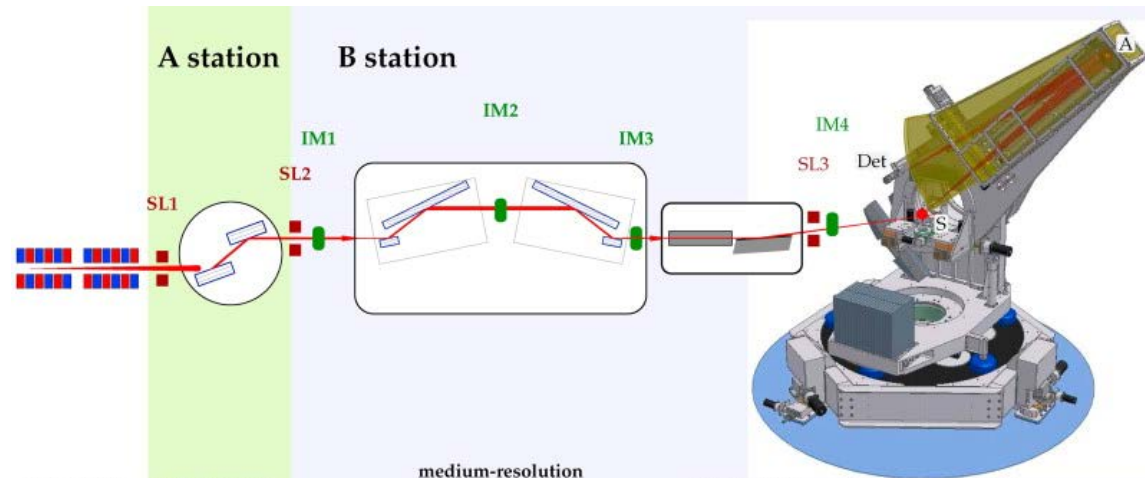 A station
B station
IM2
IM1
IM3
IM4
SL2
SL3
Det
SL1
A
S
medium-resolution